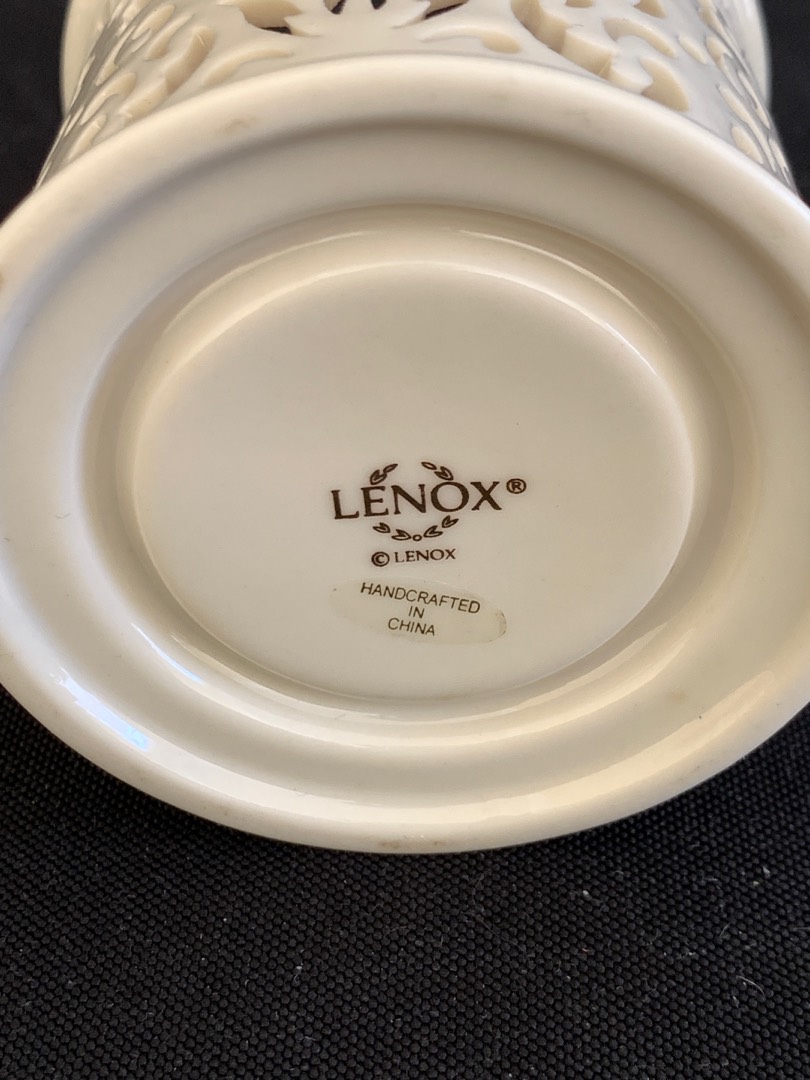 LENOX®
© LENOX
HANDCRAFTED
IN
CHINA